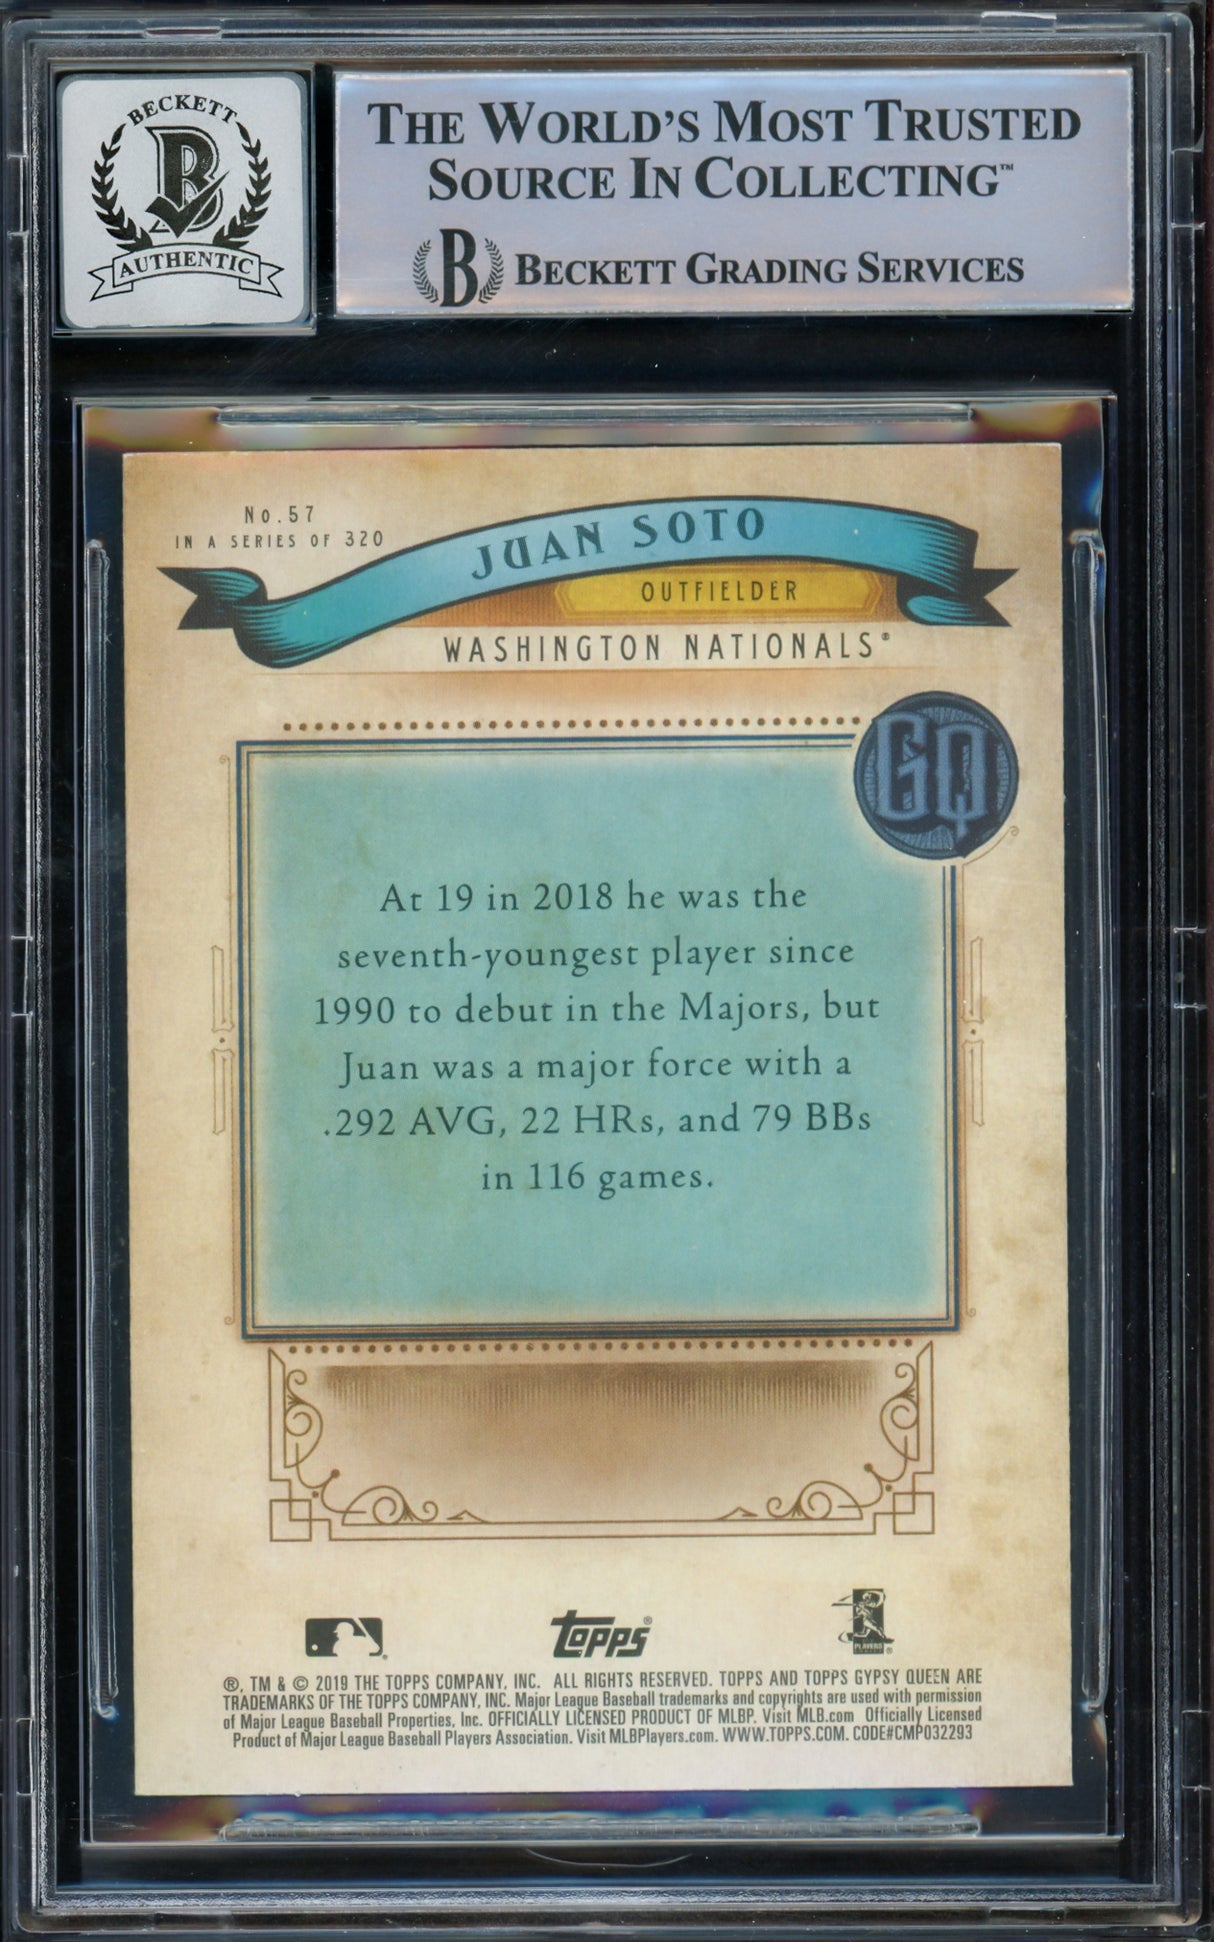 BECKETT
B
AUTHENTIC
THE WORLD'S MOST TRUSTED
SOURCE IN COLLECTING™
B BECKETT GRADING SERVICES
No.57
IN A SERIES OF 320
JUAN SOTO
OUTFIELDER
WASHINGTON NATIONALS®
GQ
At 19 in 2018 he was the
seventh-youngest player since
1990 to debut in the Majors, but
Juan was a major force with a
.292 AVG, 22 HRs, and 79 BBs
in 116 games.
topps®
PLAYERS
®, TM & © 2019 THE TOPPS COMPANY, INC. ALL RIGHTS RESERVED. TOPPS AND TOPPS GYPSY QUEEN ARE
TRADEMARKS OF THE TOPPS COMPANY, INC. Major League Baseball trademarks and copyrights are used with permission
of Major League Baseball Properties, Inc. OFFICIALLY LICENSED PRODUCT OF MLBP. Visit MLB.com Officially Licensed
Product of Major League Baseball Players Association. Visit MLBPlayers.com. WWW.TOPPS.COM. CODE#CMP032293